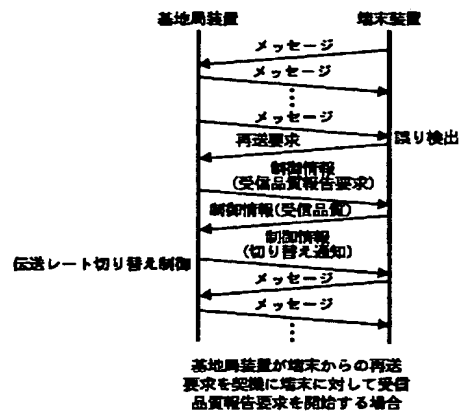 基地局装置
端末装置
メッセージ
メッセージ
メッセージ
再送要求
誤り検出
制御情報
(受信品質報告要求)
制御情報(受信品質)
制御情報
(切り替え通知)
伝送レート切り替え制御
メッセージ
メッセージ
基地局装置が端末からの再送
要求を契機に端末に対して受信
品質報告要求を開始する場合